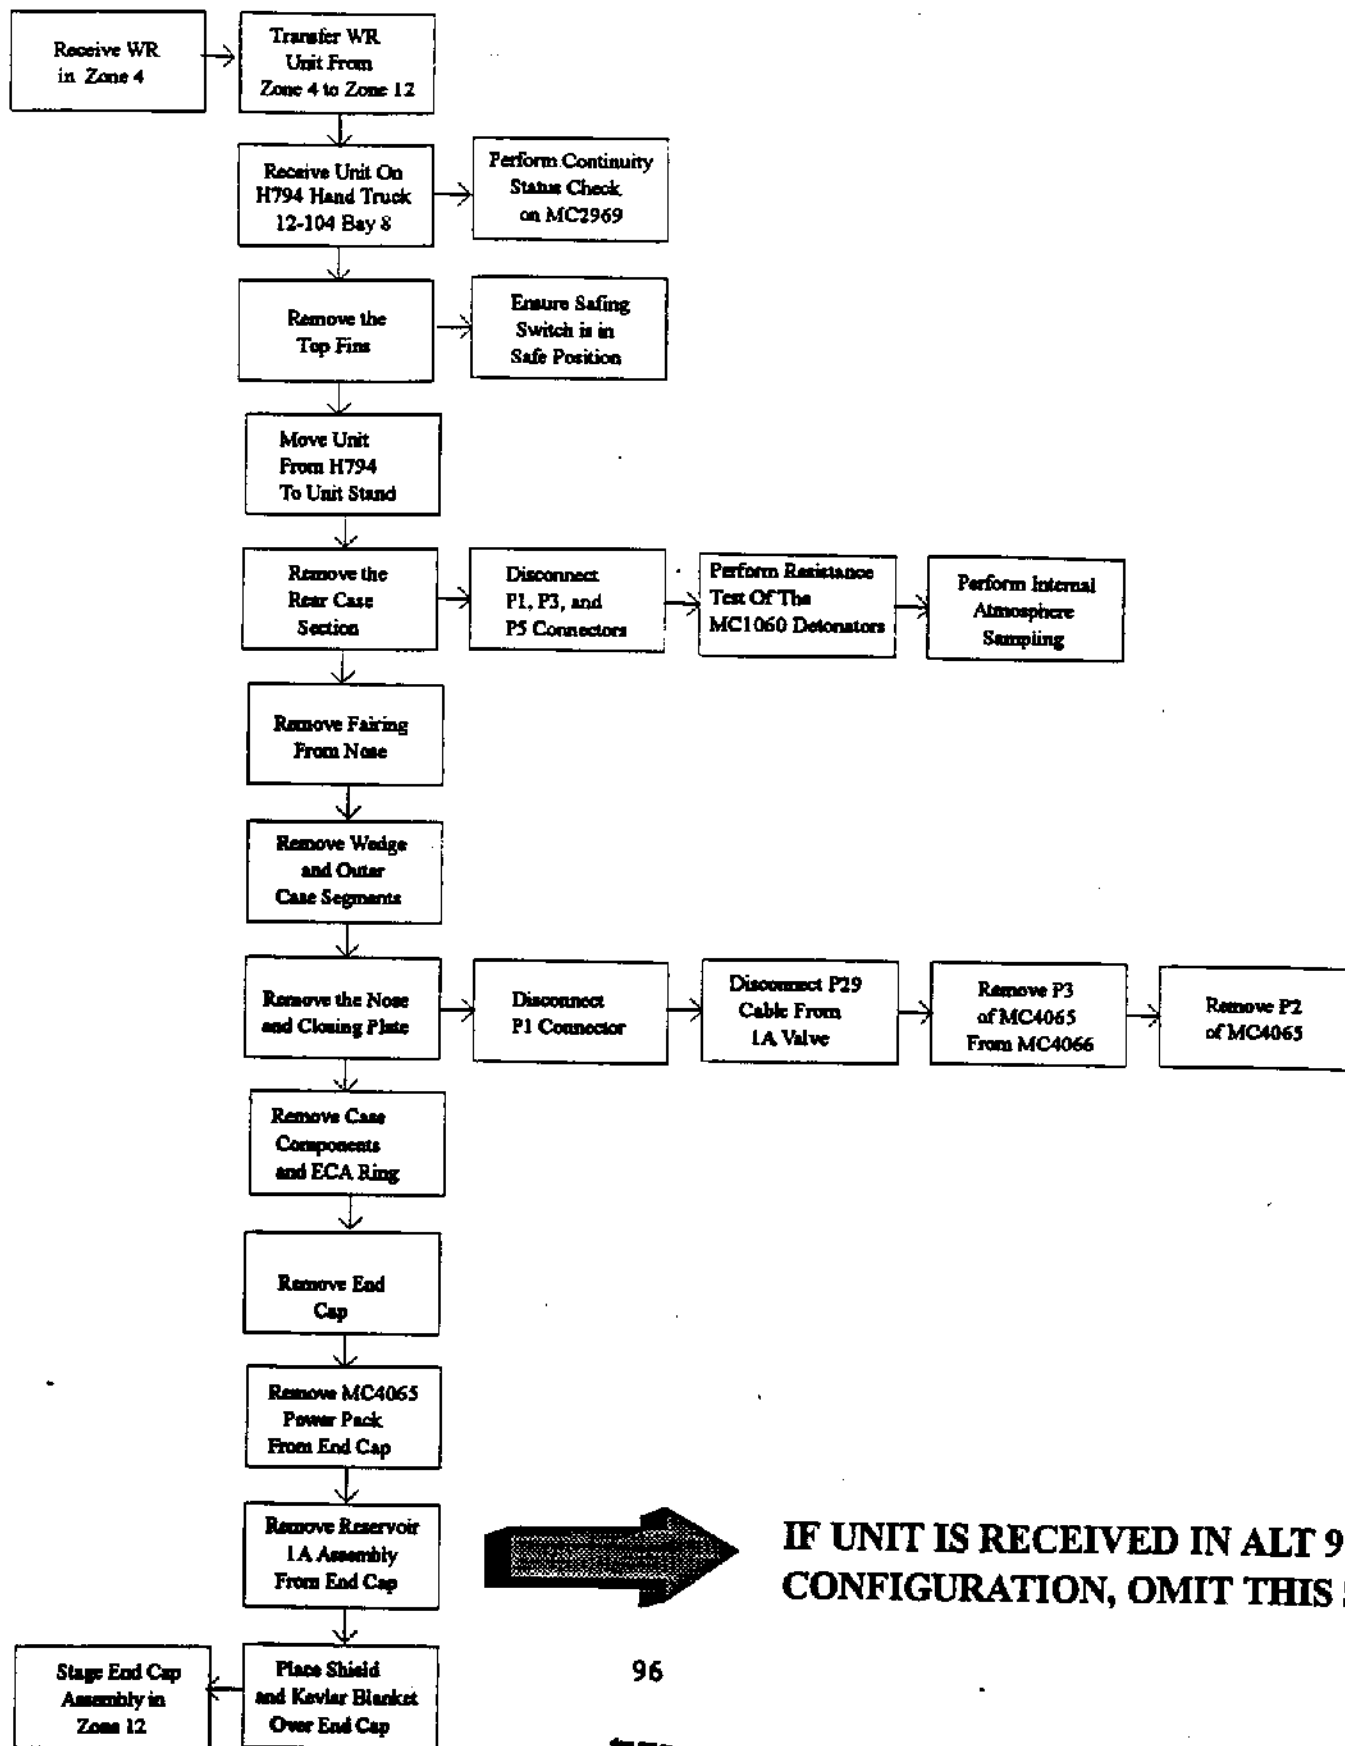 Receive WR
in Zone 4
Transfer WR
Unit From
Zone 4 to Zone 12
Receive Unit On
H794 Hand Truck
12-104 Bay 8
Perform Continuity
Status Check
on MC2969
Remove the
Top Fins
Ensure Safing
Switch is in
Safe Position
Move Unit
From H794
To Unit Stand
Remove the
Rear Case
Section
Disconnect
P1, P3, and
P5 Connectors
Perform Resistance
Test Of The
MC1060 Detonators
Perform Internal
Atmosphere
Sampling
Remove Fairing
From Nose
Remove Wedge
and Outer
Case Segments
Remove the Nose
and Closing Plate
Disconnect
P1 Connector
Disconnect P29
Cable From
1A Valve
Remove P3
of MC4065
From MC4066
Remove P2
of MC4065
Remove Case
Components
and ECA Ring
Remove End
Cap
Remove MC4065
Power Pack
From End Cap
Remove Reservoir
1A Assembly
From End Cap
IF UNIT IS RECEIVED IN ALT 9
CONFIGURATION, OMIT THIS
Place Shield
and Kevlar Blanket
Over End Cap
Stage End Cap
Assembly in
Zone 12
96